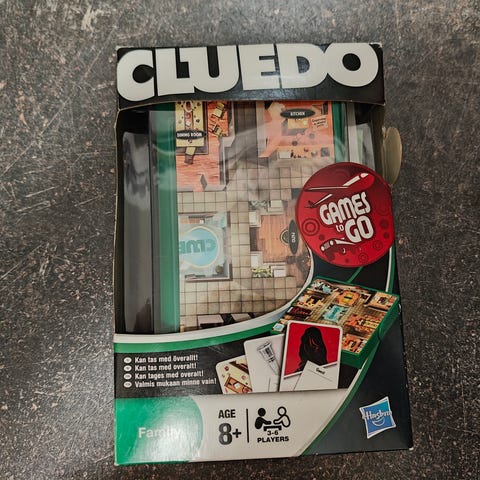 CLUEDO
DINING ROOM
KITCHEN
GAMES
to
GO
CLUE
Kan tas med överallt!
Kan tas med overalt!
Kan tages med overalt!
Valmis mukaan minne vain!
Family
AGE
8+
3-6
PLAYERS
Hasbro